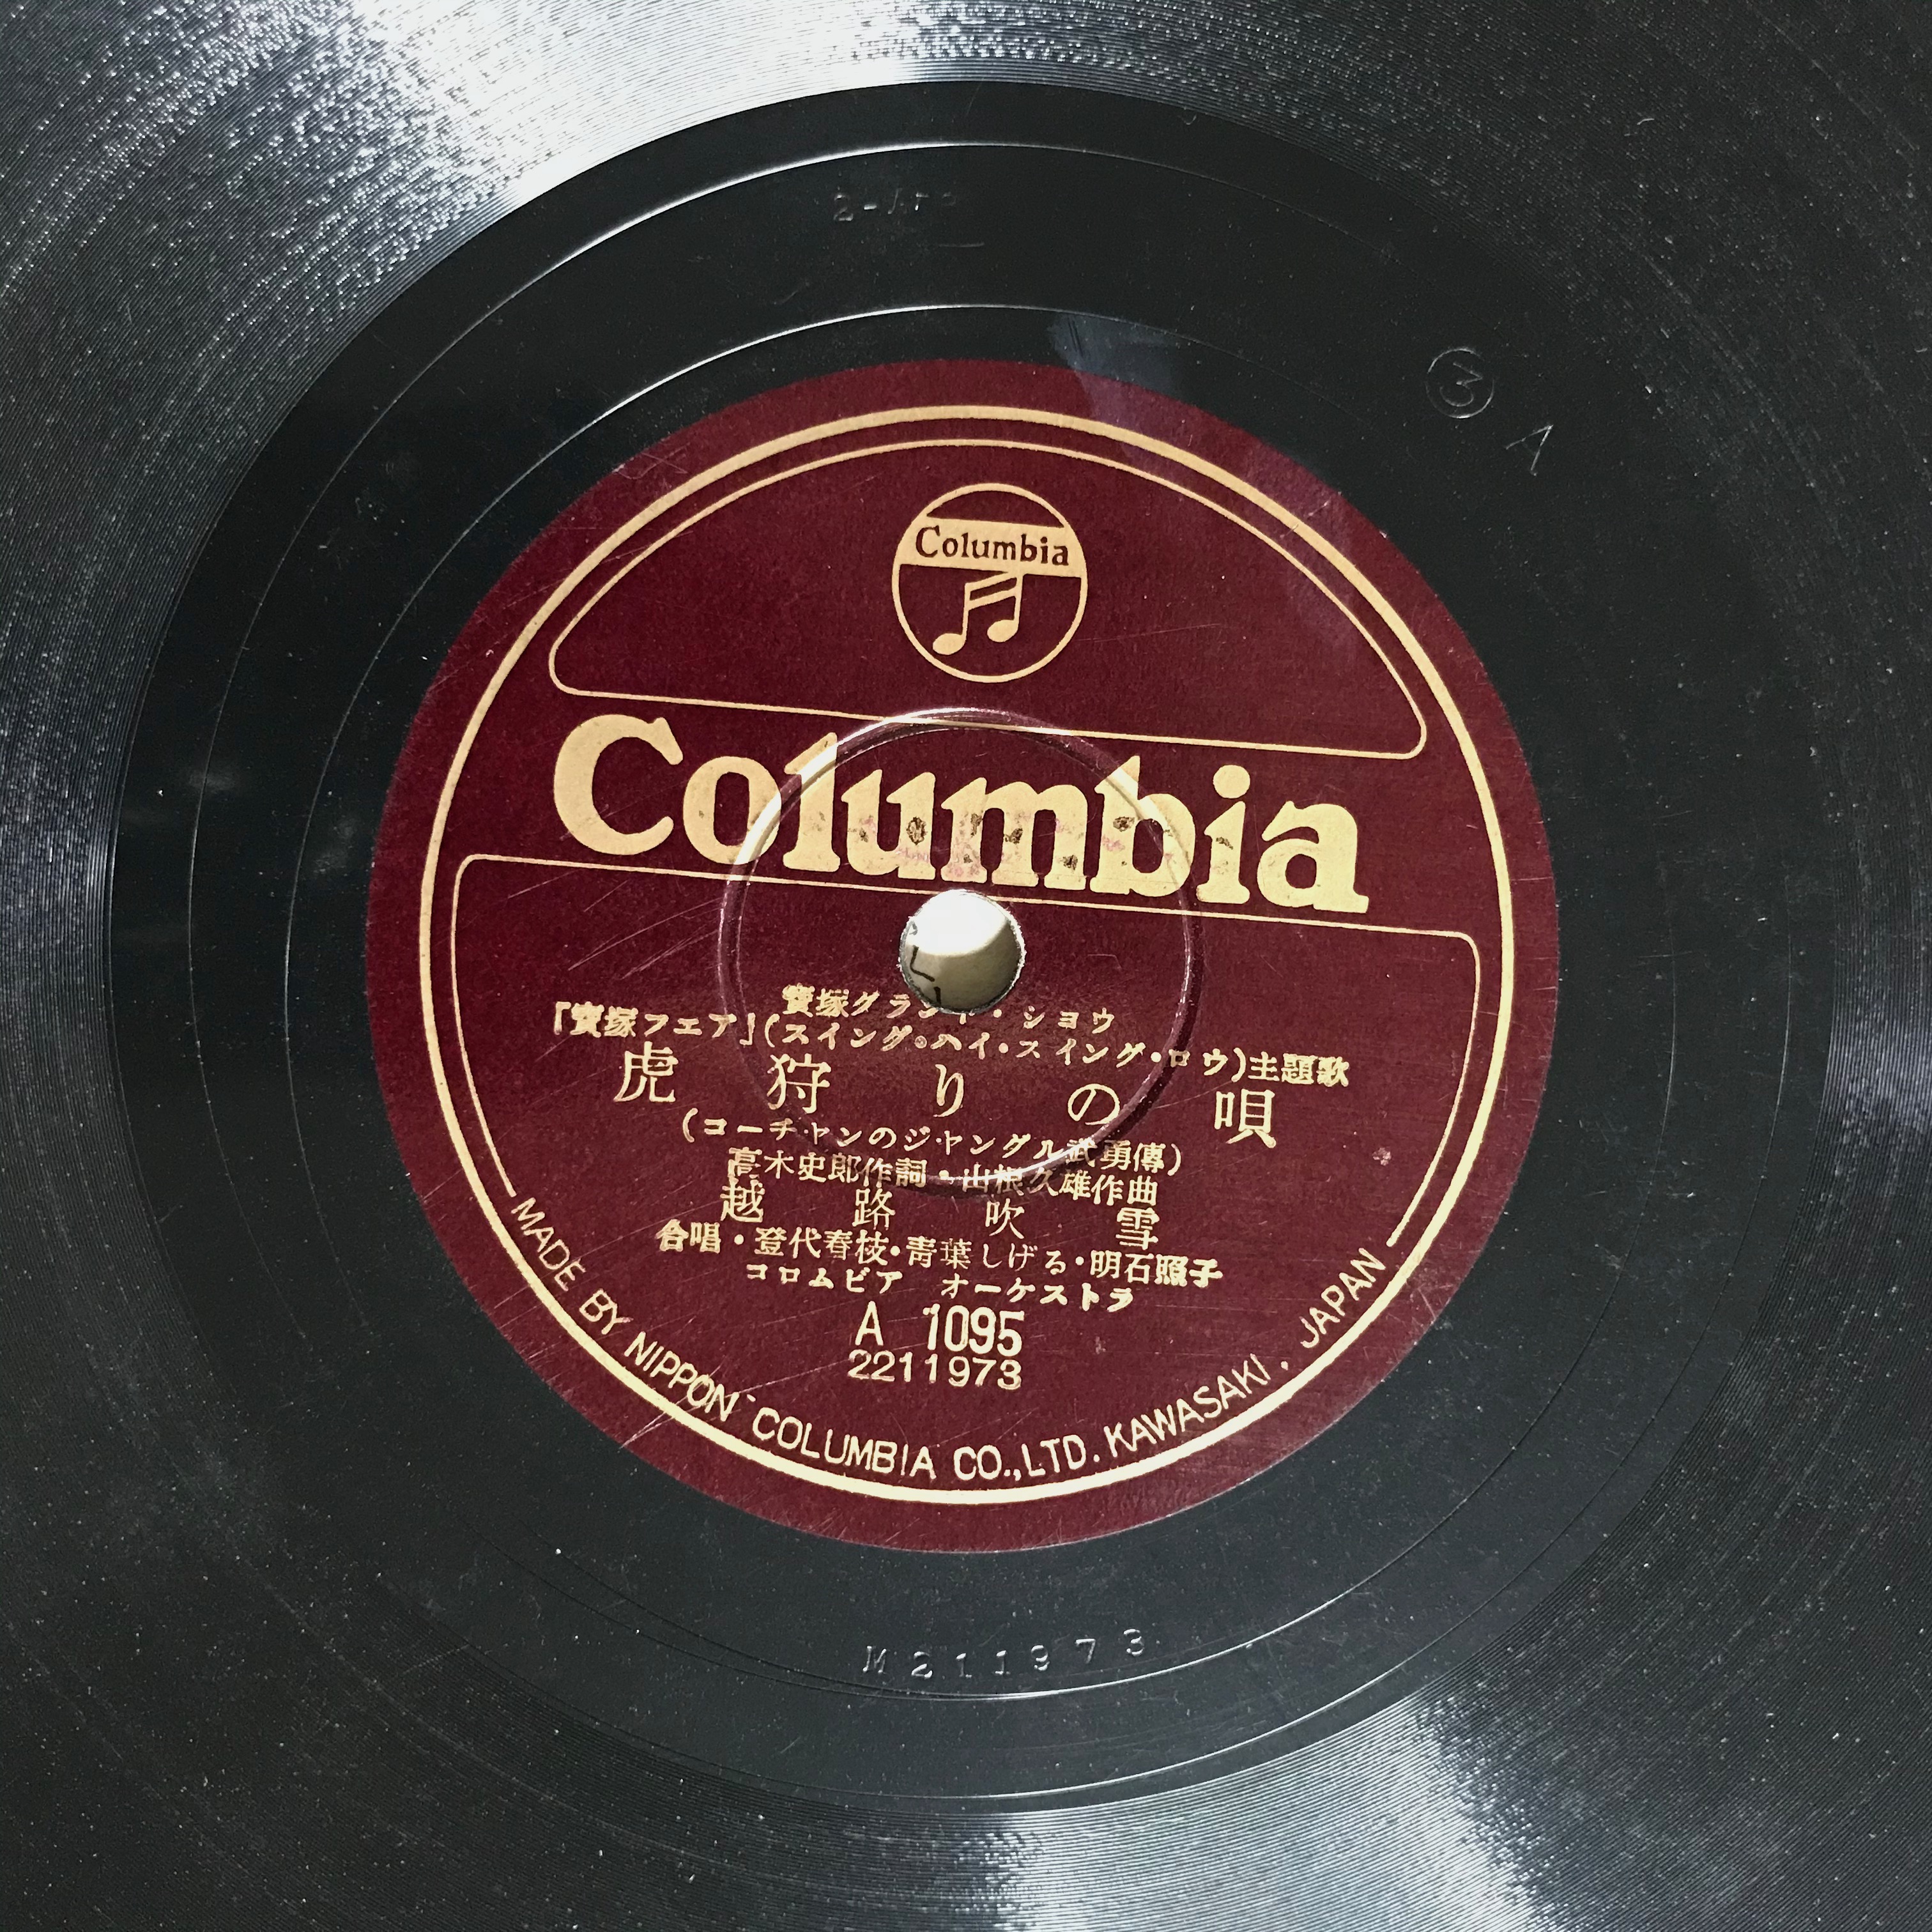 ③ A
Columbia
Columbia
寶塚グランド・ショウ
『寶塚フエア』(スイング・ハイ・スイング・ロウ)主題歌
虎狩りの唄
(コーチャンのジャングル武勇傳)
高木史郎作詞・山根久雄作曲
越路吹雪
合唱・登代春枝・青葉しげる・明石照子
コロムビア オーケストラ
A 1095
2211973
MADE BY NIPPON COLUMBIA CO.,LTD. KAWASAKI. JAPAN
M211973